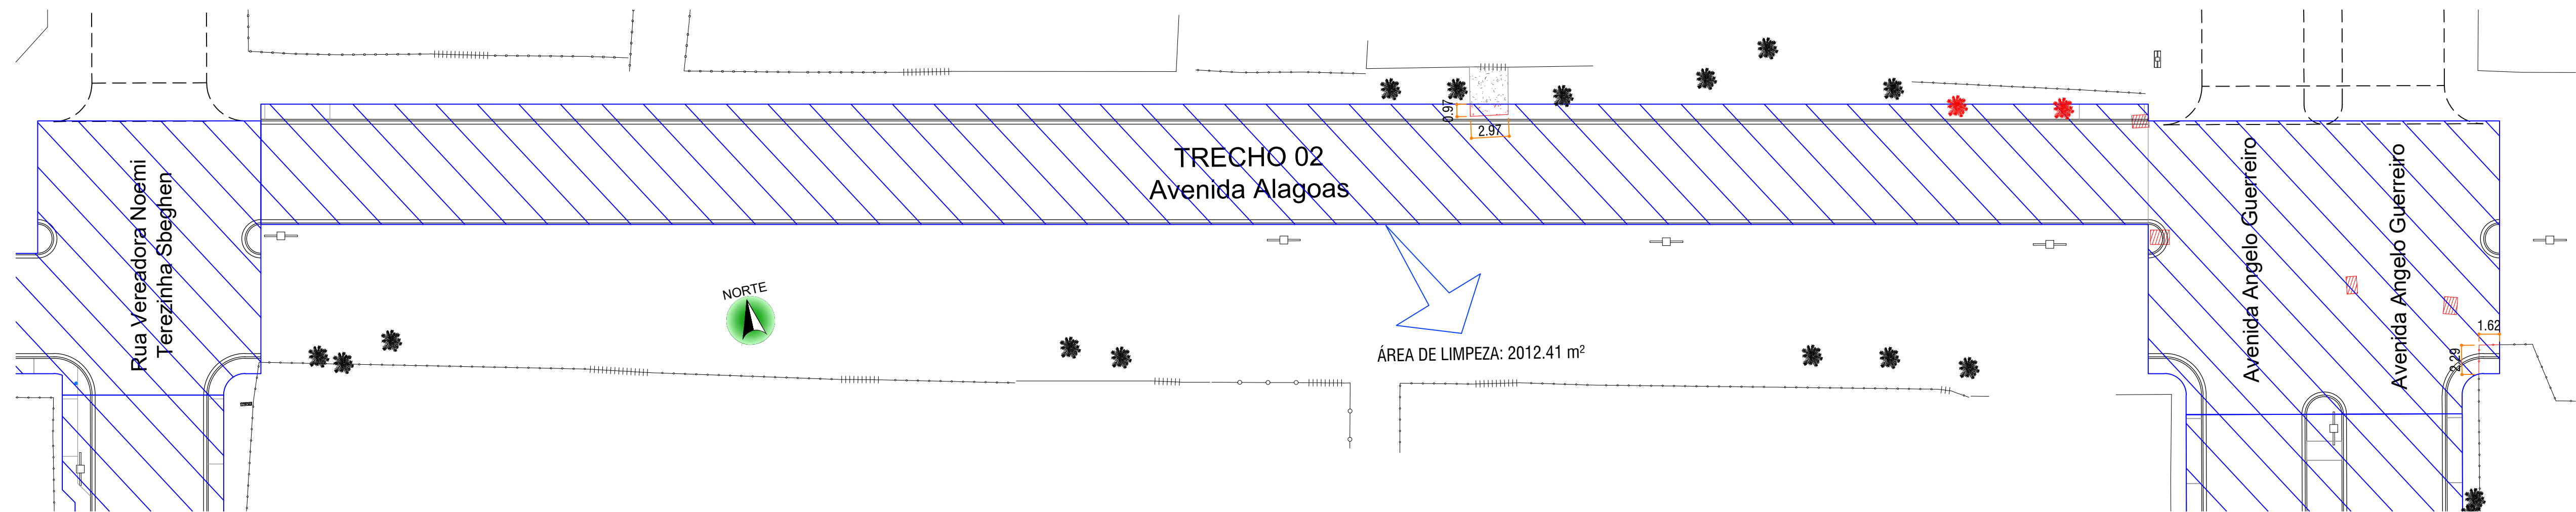 Rua Vereadora Noemi
Terezinha Sbeghen
NORTE
TRECHO 02
Avenida Alagoas
0.97
2.97
ÁREA DE LIMPEZA: 2012.41 m²
Avenida Angelo Guerreiro
Avenida Angelo Guerreiro
1.62
2.29